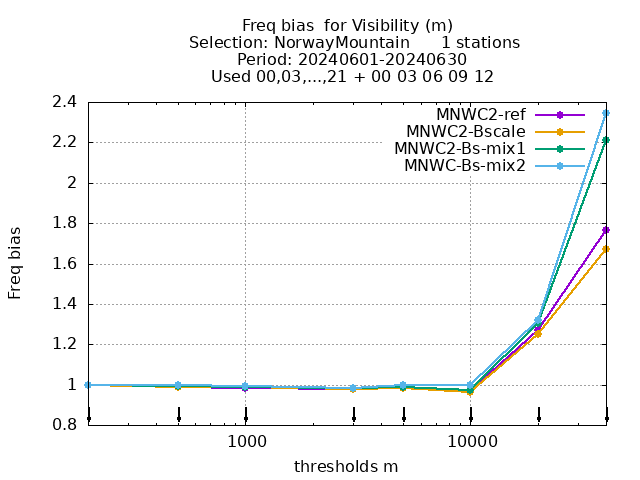 Freq bias  for Visibility (m)
Selection: NorwayMountain      1 stations
Period: 20240601-20240630
Used 00,03,...,21 + 00 03 06 09 12
MNWC2-ref
MNWC2-Bscale
MNWC2-Bs-mix1
MNWC-Bs-mix2
2.4
2.2
2
1.8
1.6
1.4
1.2
1
0.8
Freq bias
1000
10000
thresholds m